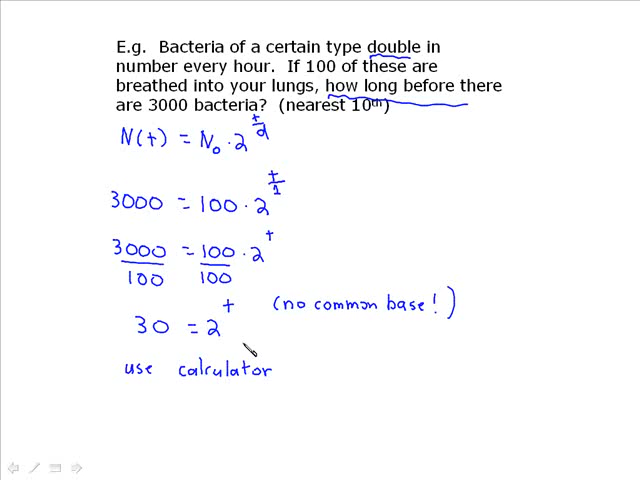 E.g. Bacteria of a certain type double in
number every hour. If 100 of these are
breathed into your lungs, how long before there
are 3000 bacteria? (nearest 10th)
N(t) = N₀ · 2^(t/d)
3000 = 100 · 2^(t/1)
3000/100 = 100/100 · 2^t
30 = 2^t (no common base!)
use calculator